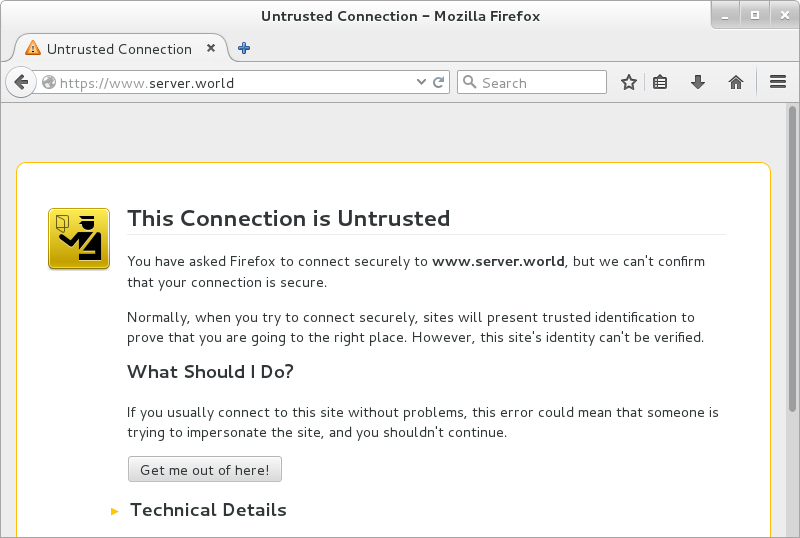 Untrusted Connection - Mozilla Firefox
Untrusted Connection
https://www.server.world
Search
This Connection is Untrusted
You have asked Firefox to connect securely to www.server.world, but we can't confirm
that your connection is secure.
Normally, when you try to connect securely, sites will present trusted identification to
prove that you are going to the right place. However, this site's identity can't be verified.
What Should I Do?
If you usually connect to this site without problems, this error could mean that someone is
trying to impersonate the site, and you shouldn't continue.
Get me out of here!
Technical Details